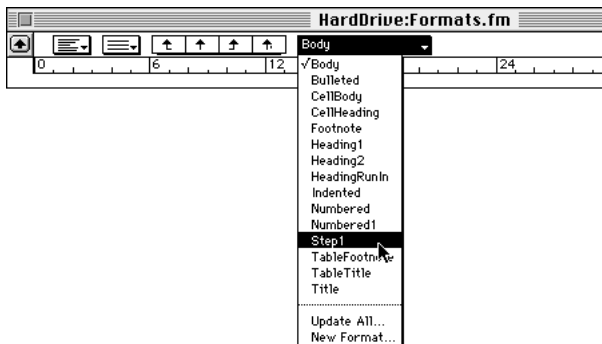 HardDrive:Formats.fm
Body
0 6 12 24
✓Body
Bulleted
CellBody
CellHeading
Footnote
Heading1
Heading2
HeadingRunIn
Indented
Numbered
Numbered1
Step1
TableFootnote
TableTitle
Title
Update All...
New Format...